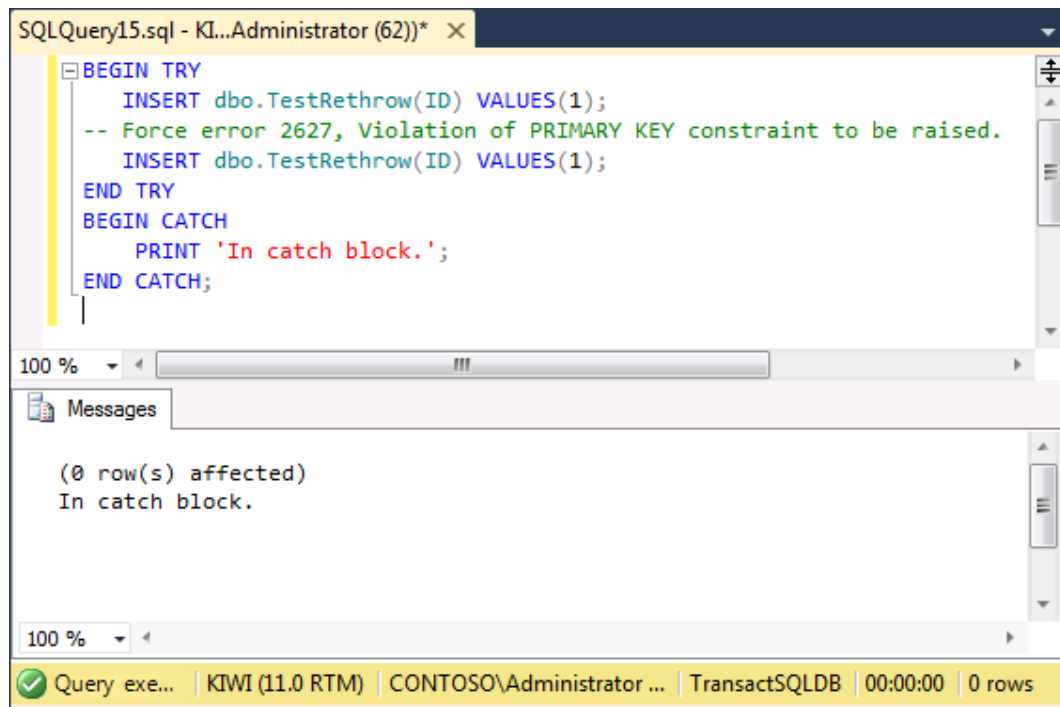 SQLQuery15.sql - KI...Administrator (62))*
BEGIN TRY
INSERT dbo.TestRethrow(ID) VALUES(1);
-- Force error 2627, Violation of PRIMARY KEY constraint to be raised.
INSERT dbo.TestRethrow(ID) VALUES(1);
END TRY
BEGIN CATCH
PRINT 'In catch block.';
END CATCH;
100 %
Messages
(0 row(s) affected)
In catch block.
100 %
Query exe... KIWI (11.0 RTM) CONTOSO\Administrator ... TransactSQLDB 00:00:00 0 rows